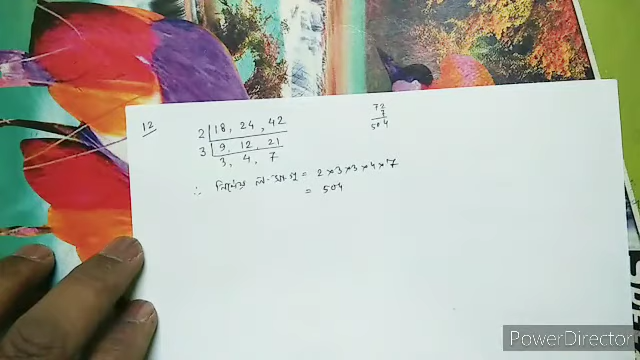 12
2 | 18, 24, 42
3 | 9, 12, 21
3, 4, 7
72
7
504
∴ নির্ণেয় ল.সা.গু = 2×3×3×4×7
= 504
PowerDirector